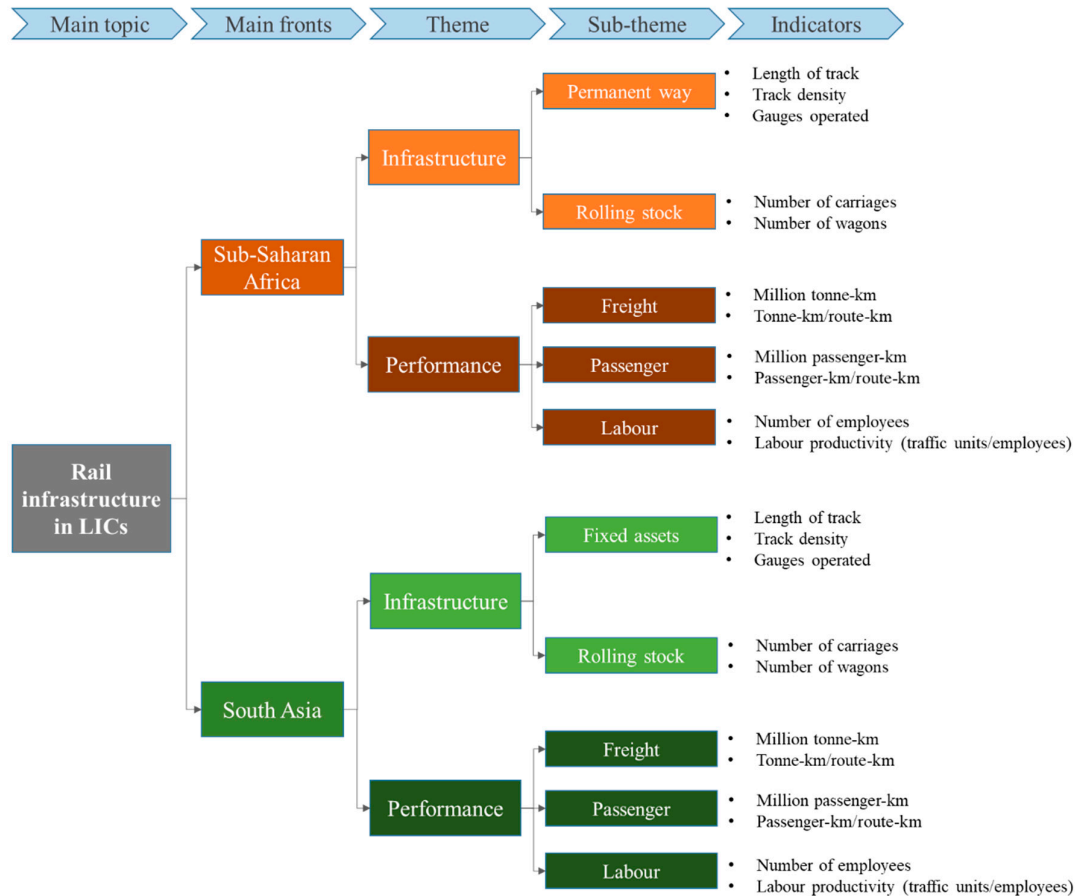 Main topic
Main fronts
Theme
Sub-theme
Indicators
Rail
infrastructure
in LICs
Sub-Saharan
Africa
Infrastructure
Permanent way
• Length of track
• Track density
• Gauges operated
Rolling stock
• Number of carriages
• Number of wagons
Performance
Freight
• Million tonne-km
• Tonne-km/route-km
Passenger
• Million passenger-km
• Passenger-km/route-km
Labour
• Number of employees
• Labour productivity (traffic units/employees)
South Asia
Infrastructure
Fixed assets
• Length of track
• Track density
• Gauges operated
Rolling stock
• Number of carriages
• Number of wagons
Performance
Freight
• Million tonne-km
• Tonne-km/route-km
Passenger
• Million passenger-km
• Passenger-km/route-km
Labour
• Number of employees
• Labour productivity (traffic units/employees)